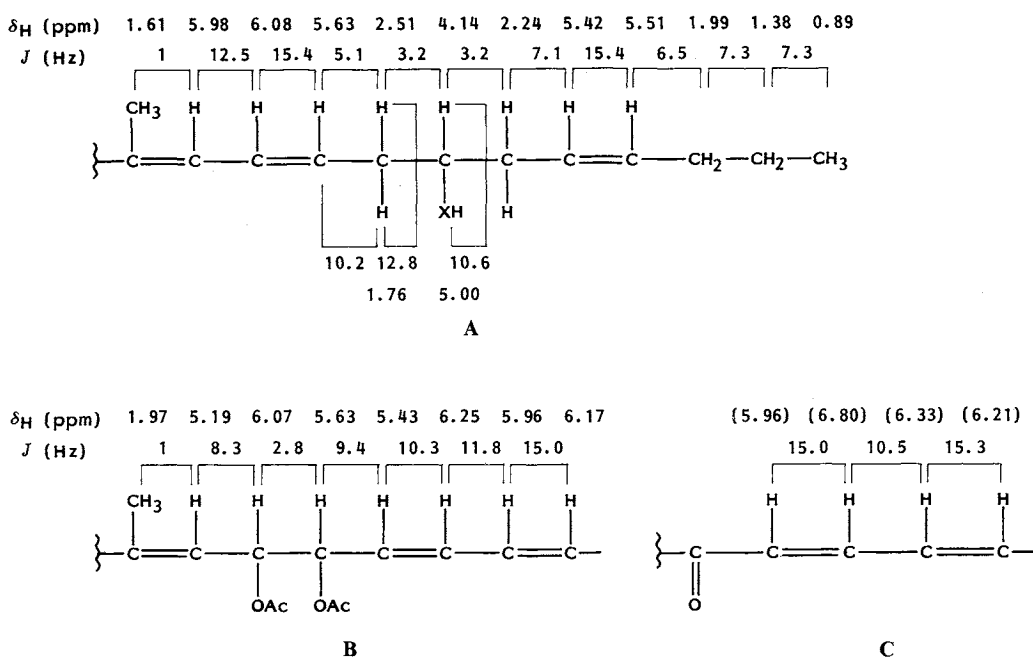 δH (ppm) 1.61 5.98 6.08 5.63 2.51 4.14 2.24 5.42 5.51 1.99 1.38 0.89
J (Hz) 1 12.5 15.4 5.1 3.2 3.2 7.1 15.4 6.5 7.3 7.3
CH3 H H H H H H H H
C C C C C C C C C CH2 CH2 CH3
H XH H
10.2 12.8 10.6
1.76 5.00
A
δH (ppm) 1.97 5.19 6.07 5.63 5.43 6.25 5.96 6.17
J (Hz) 1 8.3 2.8 9.4 10.3 11.8 15.0
CH3 H H H H H H H
C C C C C C C C
OAc OAc
B
(5.96) (6.80) (6.33) (6.21)
15.0 10.5 15.3
H H H H
C C C C C
O
C